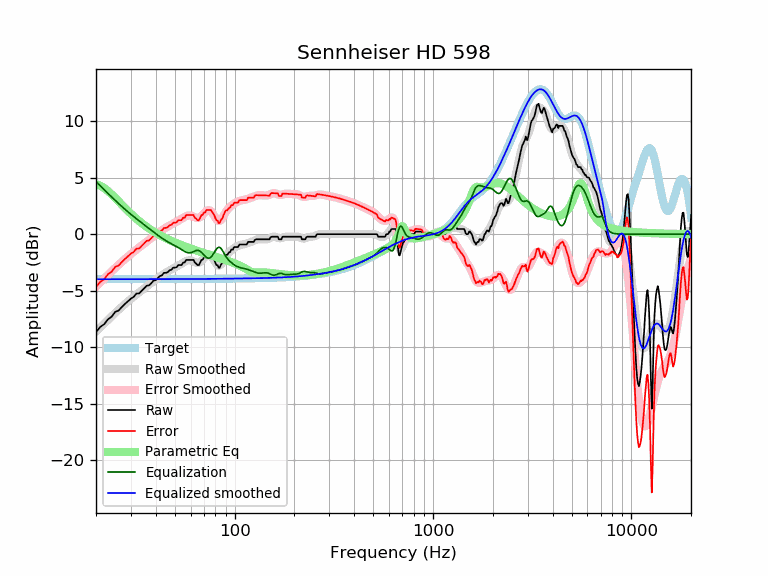 Sennheiser HD 598
Amplitude (dBr)
10
5
0
−5
−10
−15
−20
Target
Raw Smoothed
Error Smoothed
Raw
Error
Parametric Eq
Equalization
Equalized smoothed
100 1000 10000
Frequency (Hz)